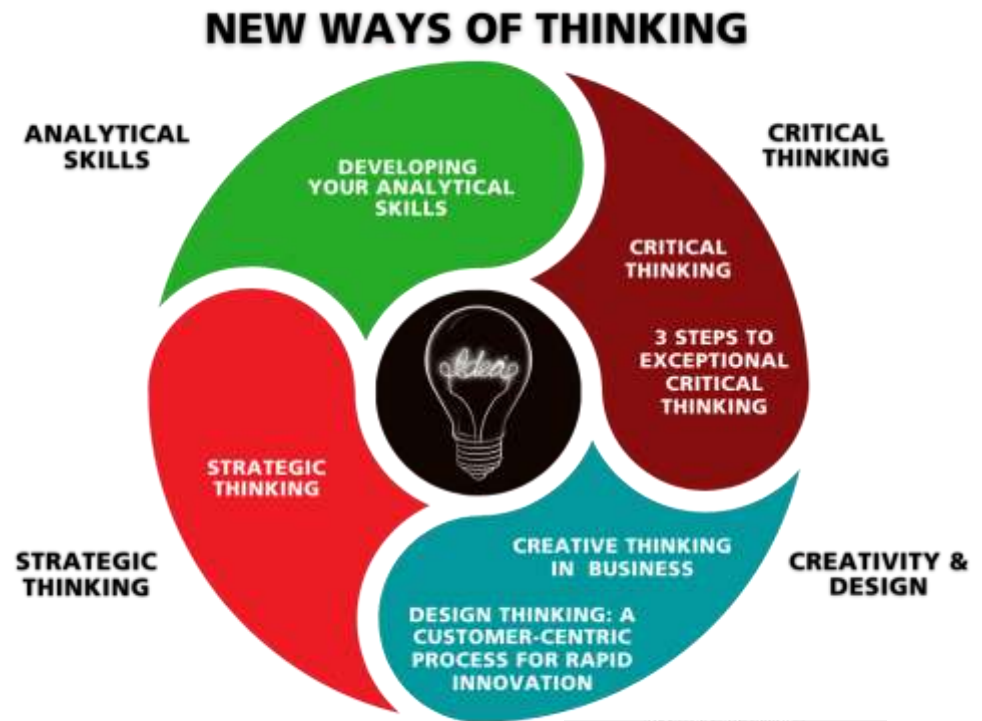 NEW WAYS OF THINKING
ANALYTICAL
SKILLS
DEVELOPING
YOUR ANALYTICAL
SKILLS
CRITICAL
THINKING
CRITICAL
THINKING
3 STEPS TO
EXCEPTIONAL
CRITICAL
THINKING
Idea
STRATEGIC
THINKING
STRATEGIC
THINKING
CREATIVE THINKING
IN BUSINESS
DESIGN THINKING: A
CUSTOMER-CENTRIC
PROCESS FOR RAPID
INNOVATION
CREATIVITY &
DESIGN